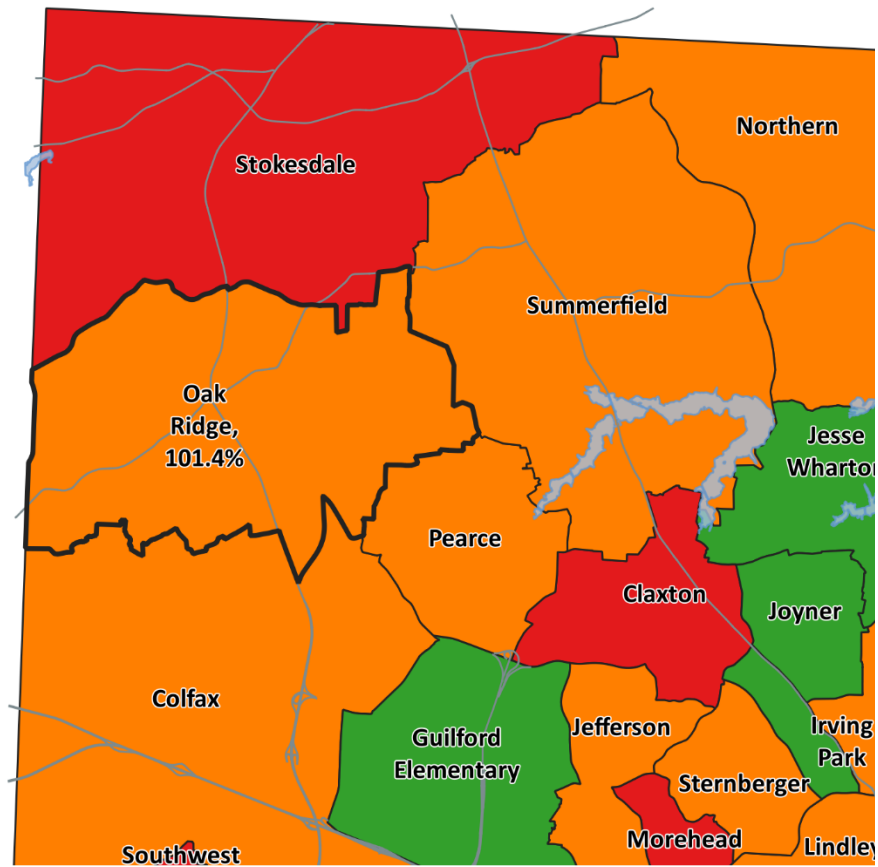 Northern
Stokesdale
Summerfield
Oak
Ridge,
101.4%
Jesse
Wharton
Pearce
Claxton
Joyner
Colfax
Guilford
Elementary
Jefferson
Irving
Park
Sternberger
Morehead
Southwest
Lindley